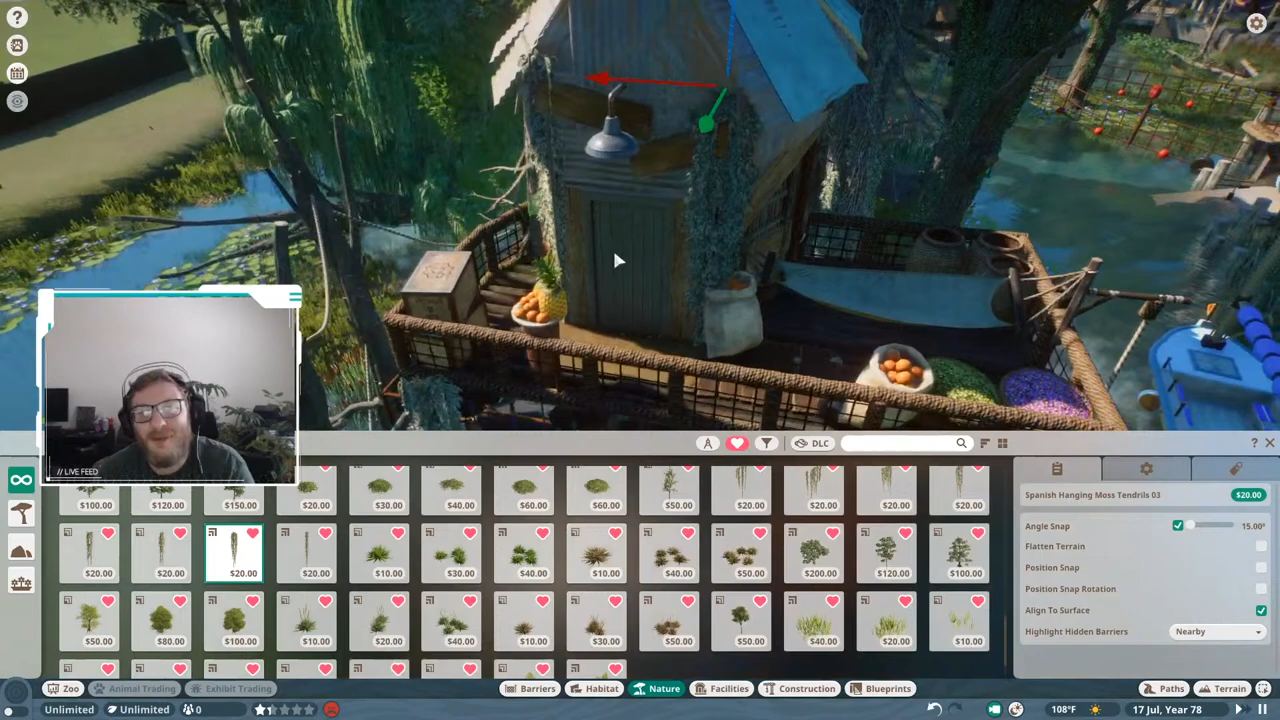 ?
DLC
?
Spanish Hanging Moss Tendrils 03 $20.00
Angle Snap 15.00°
Flatten Terrain
Position Snap
Position Snap Rotation
Align To Surface
Highlight Hidden Barriers Nearby
// LIVE FEED
$100.00 $120.00 $150.00 $20.00 $30.00 $40.00 $60.00 $60.00 $50.00 $20.00 $20.00 $20.00 $20.00
$20.00 $20.00 $20.00 $20.00 $10.00 $30.00 $40.00 $10.00 $40.00 $50.00 $200.00 $120.00 $100.00
$50.00 $80.00 $100.00 $10.00 $20.00 $40.00 $10.00 $30.00 $50.00 $50.00 $40.00 $20.00 $10.00
Zoo Animal Trading Exhibit Trading Barriers Habitat Nature Facilities Construction Blueprints Paths Terrain
Unlimited Unlimited 0 108°F 17 Jul, Year 78